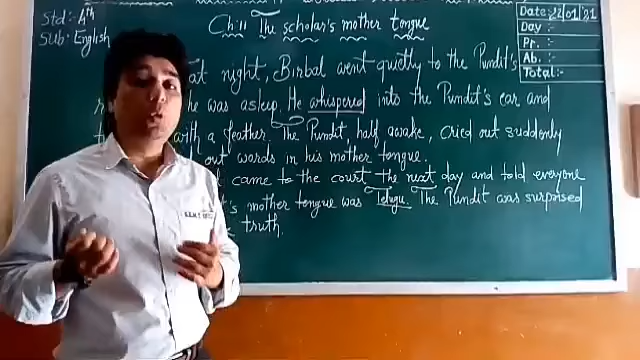 Std:- 4th
Sub:- English
Ch:11 The scholar's mother tongue
Date:- 22/01/21
Day :-
Pr. :-
Ab. :-
Total:-
at night, Birbal went quietly to the Pundit's
he was asleep. He whispered into the Pundit's ear and
with a feather. The Pundit, half awake, cried out suddenly
out words in his mother tongue.
came to the court the next day and told everyone
's mother tongue was Telugu. The Pundit was surprised
truth.